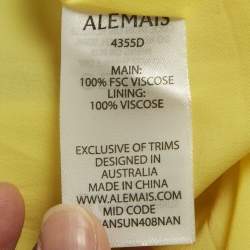 ALEMAIS
4355D
MAIN:
100% FSC VISCOSE
LINING:
100% VISCOSE
EXCLUSIVE OF TRIMS
DESIGNED IN
AUSTRALIA
MADE IN CHINA
WWW.ALEMAIS.COM
MID CODE
ANSUN408NAN